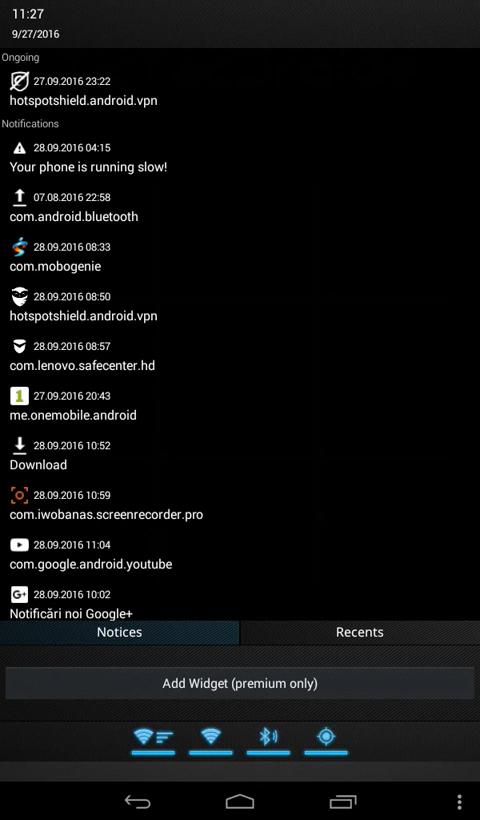 11:27
9/27/2016
Ongoing
27.09.2016 23:22
hotspotshield.android.vpn
Notifications
28.09.2016 04:15
Your phone is running slow!
07.08.2016 22:58
com.android.bluetooth
28.09.2016 08:33
com.mobogenie
28.09.2016 08:50
hotspotshield.android.vpn
28.09.2016 08:57
com.lenovo.safecenter.hd
1
27.09.2016 20:43
me.onemobile.android
28.09.2016 10:52
Download
28.09.2016 10:59
com.iwobanas.screenrecorder.pro
28.09.2016 11:04
com.google.android.youtube
G+
28.09.2016 10:02
Notificări noi Google+
Notices
Recents
Add Widget (premium only)